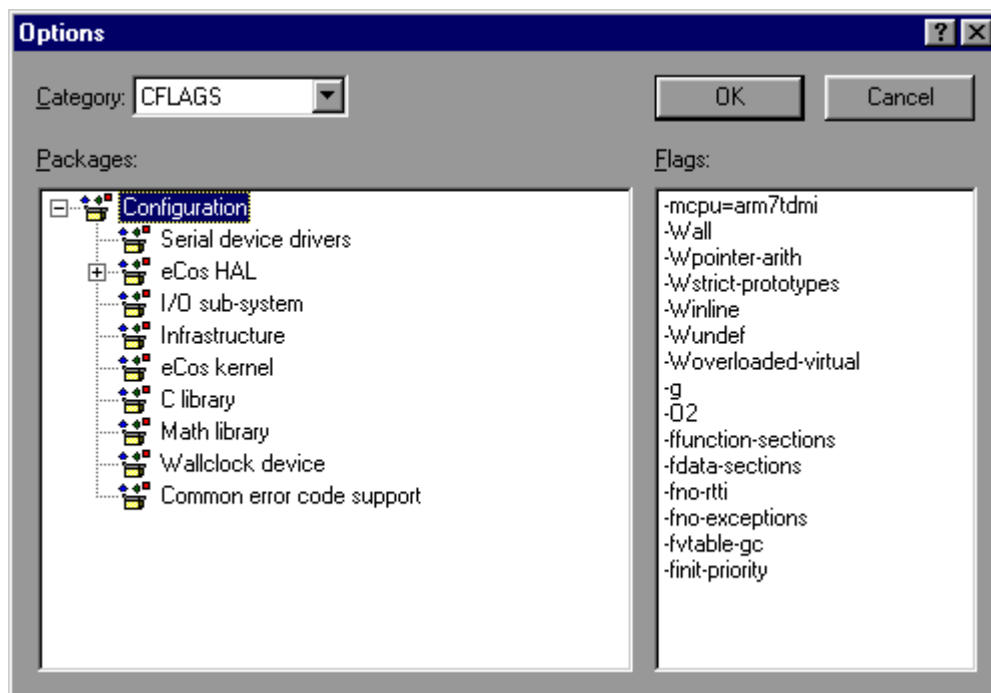 Options
Category: CFLAGS
OK
Cancel
Packages:
Configuration
Serial device drivers
eCos HAL
I/O sub-system
Infrastructure
eCos kernel
C library
Math library
Wallclock device
Common error code support
Flags:
-mcpu=arm7tdmi
-Wall
-Wpointer-arith
-Wstrict-prototypes
-Winline
-Wundef
-Woverloaded-virtual
-g
-O2
-ffunction-sections
-fdata-sections
-fno-rtti
-fno-exceptions
-fvtable-gc
-finit-priority